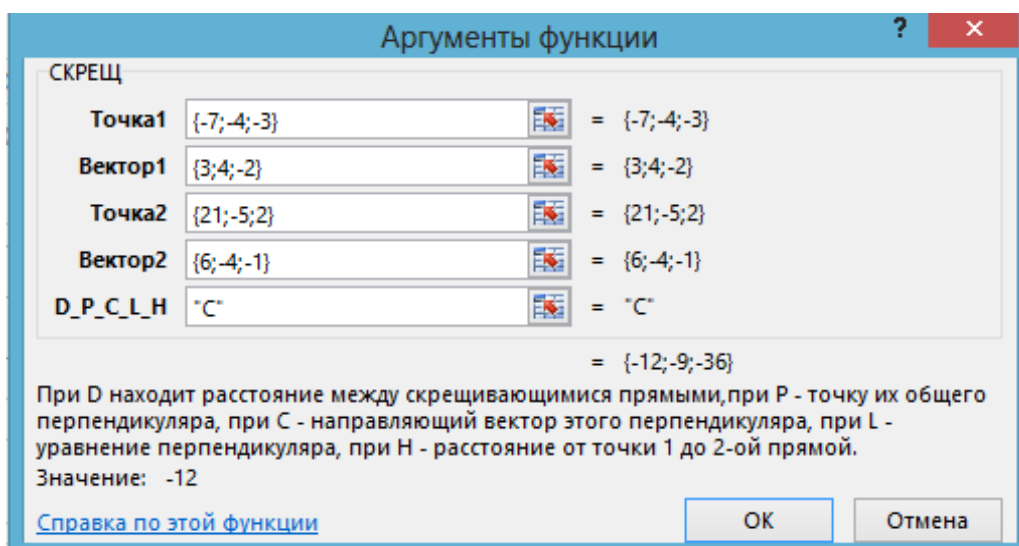 Аргументы функции ? ×
СКРЕЩ
Точка1 {-7;-4;-3} = {-7;-4;-3}
Вектор1 {3;4;-2} = {3;4;-2}
Точка2 {21;-5;2} = {21;-5;2}
Вектор2 {6;-4;-1} = {6;-4;-1}
D_P_C_L_H "C" = "C"
= {-12;-9;-36}
При D находит расстояние между скрещивающимися прямыми,при P - точку их общего
перпендикуляра, при C - направляющий вектор этого перпендикуляра, при L -
уравнение перпендикуляра, при H - расстояние от точки 1 до 2-ой прямой.
Значение: -12
Справка по этой функции ОК Отмена